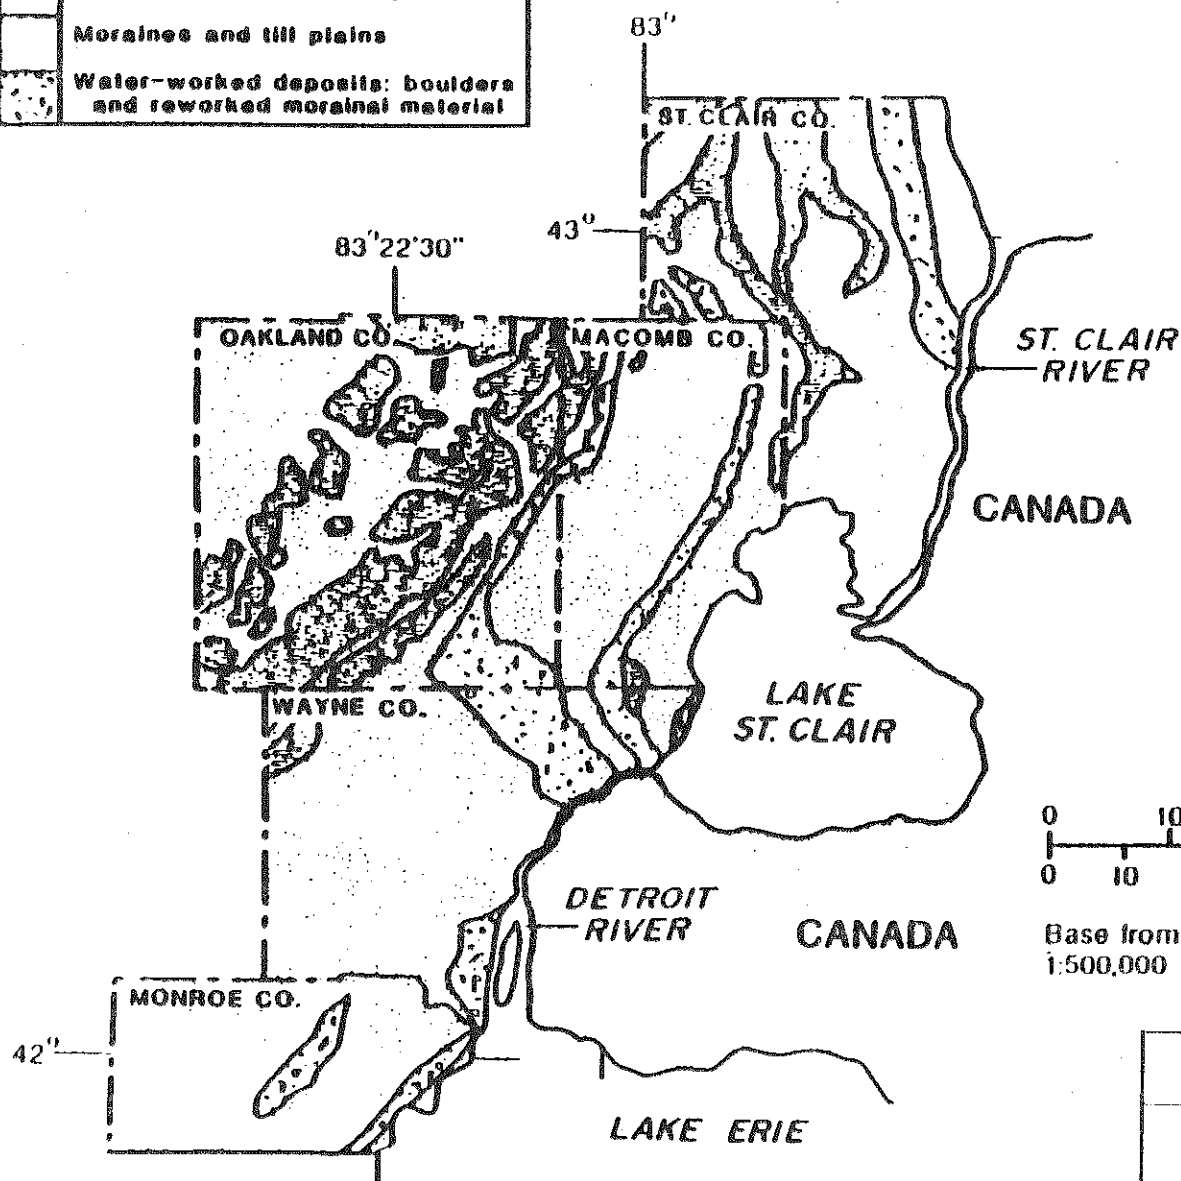 Moraines and till plains
Water-worked deposits: boulders
and reworked morainal material
83°
ST. CLAIR CO.
43°
83°22'30"
OAKLAND CO.
MACOMB CO.
ST. CLAIR
RIVER
CANADA
WAYNE CO.
LAKE
ST. CLAIR
0 10
0 10
DETROIT
RIVER
CANADA
Base from
1:500,000
MONROE CO.
42°
LAKE ERIE